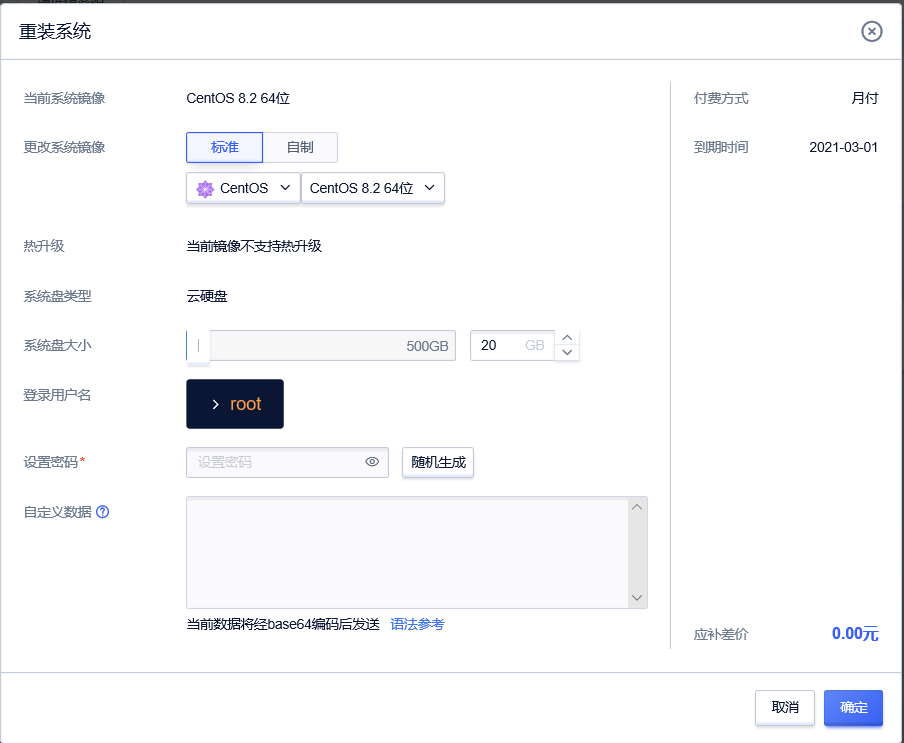 重装系统
当前系统镜像 CentOS 8.2 64位
更改系统镜像 标准 自制
CentOS CentOS 8.2 64位
热升级 当前镜像不支持热升级
系统盘类型 云硬盘
系统盘大小 500GB 20 GB
登录用户名 > root
设置密码* 设置密码 随机生成
自定义数据 ?
当前数据将经base64编码后发送 语法参考
付费方式 月付
到期时间 2021-03-01
应补差价 0.00元
取消 确定